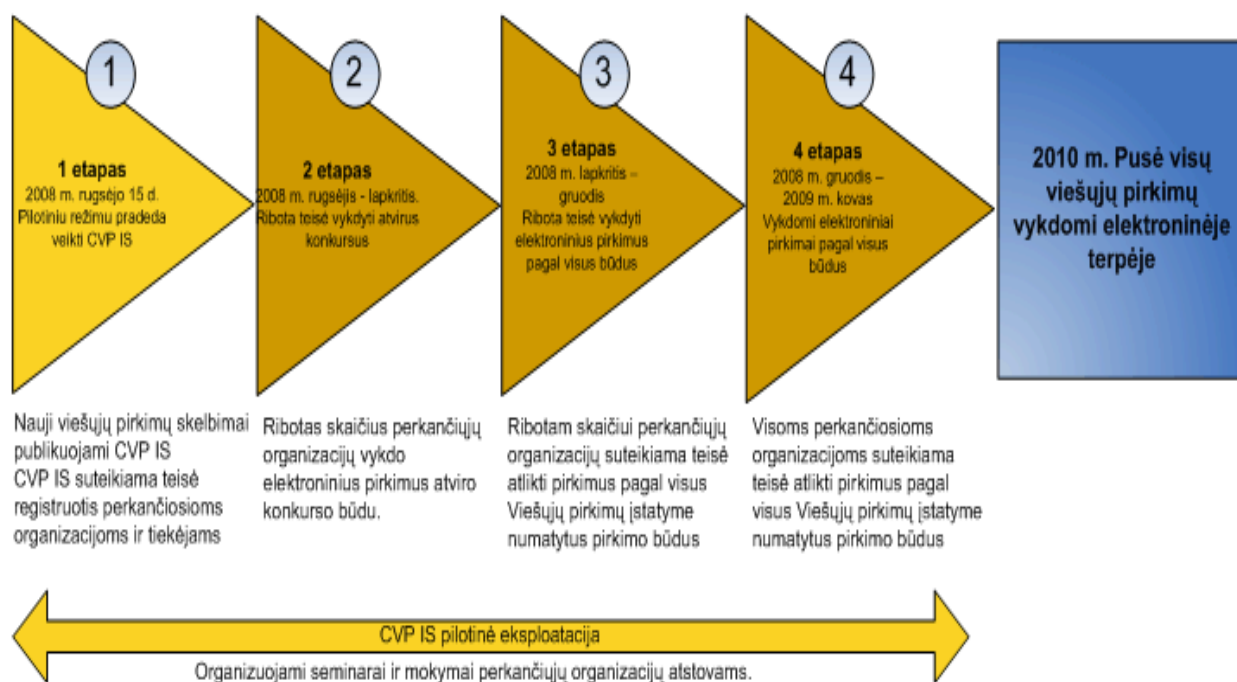 1
1 etapas
2008 m. rugsėjo 15 d.
Pilotiniu režimu pradeda
veikti CVP IS
2
2 etapas
2008 m. rugsėjis - lapkritis.
Ribota teisė vykdyti atvirus
konkursus
3
3 etapas
2008 m. lapkritis –
gruodis
Ribota teisė vykdyti
elektroninius pirkimus
pagal visus būdus
4
4 etapas
2008 m. gruodis –
2009 m. kovas
Vykdomi elektroniniai
pirkimai pagal visus
būdus
2010 m. Pusė visų
viešųjų pirkimų
vykdomi elektroninėje
terpėje
Nauji viešųjų pirkimų skelbimai
publikuojami CVP IS
CVP IS suteikiama teisė
registruotis perkančiosioms
organizacijoms ir tiekėjams
Ribotas skaičius perkančiųjų
organizacijų vykdo
elektroninius pirkimus atviro
konkurso būdu.
Ribotam skaičiui perkančiųjų
organizacijų suteikiama teisė
atlikti pirkimus pagal visus
Viešųjų pirkimų įstatyme
numatytus pirkimo būdus
Visoms perkančiosioms
organizacijoms suteikiama
teisė atlikti pirkimus pagal
visus Viešųjų pirkimų įstatyme
numatytus pirkimo būdus
CVP IS pilotinė eksploatacija
Organizuojami seminarai ir mokymai perkančiųjų organizacijų atstovams.